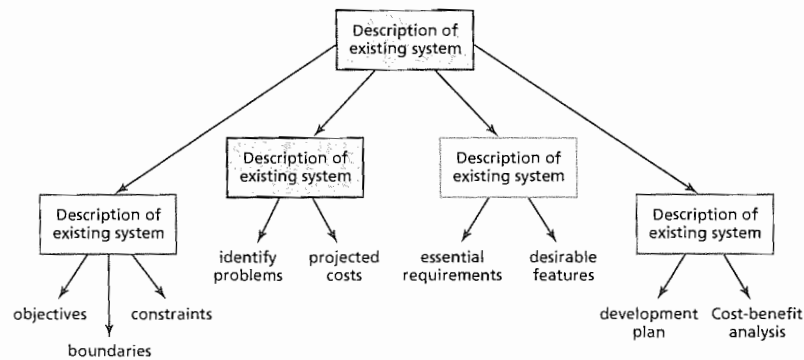 Description of
existing system
Description of
existing system
Description of
existing system
Description of
existing system
Description of
existing system
identify
problems
projected
costs
essential
requirements
desirable
features
objectives
boundaries
constraints
development
plan
Cost-benefit
analysis